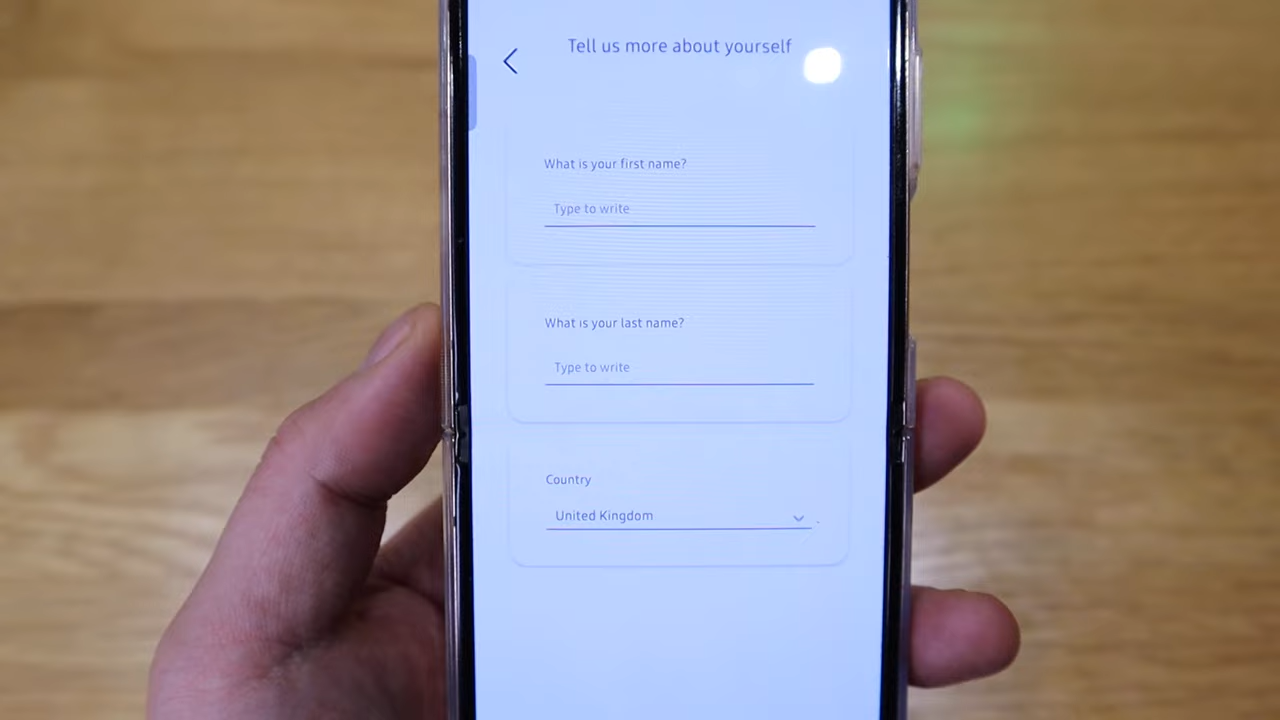 Tell us more about yourself
What is your first name?
Type to write
What is your last name?
Type to write
Country
United Kingdom